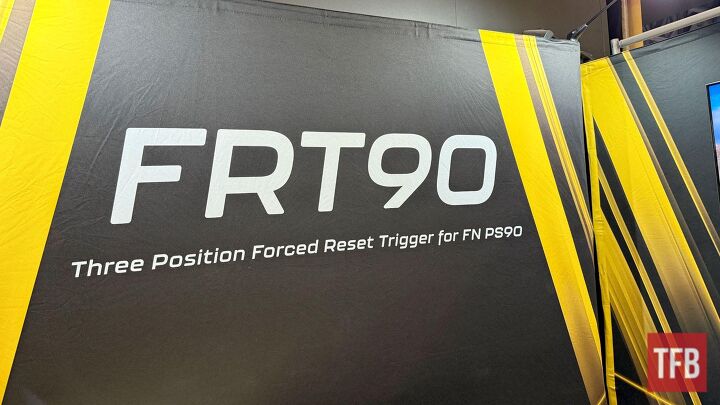 FRT90
Three Position Forced Reset Trigger for FN PS90
TFB